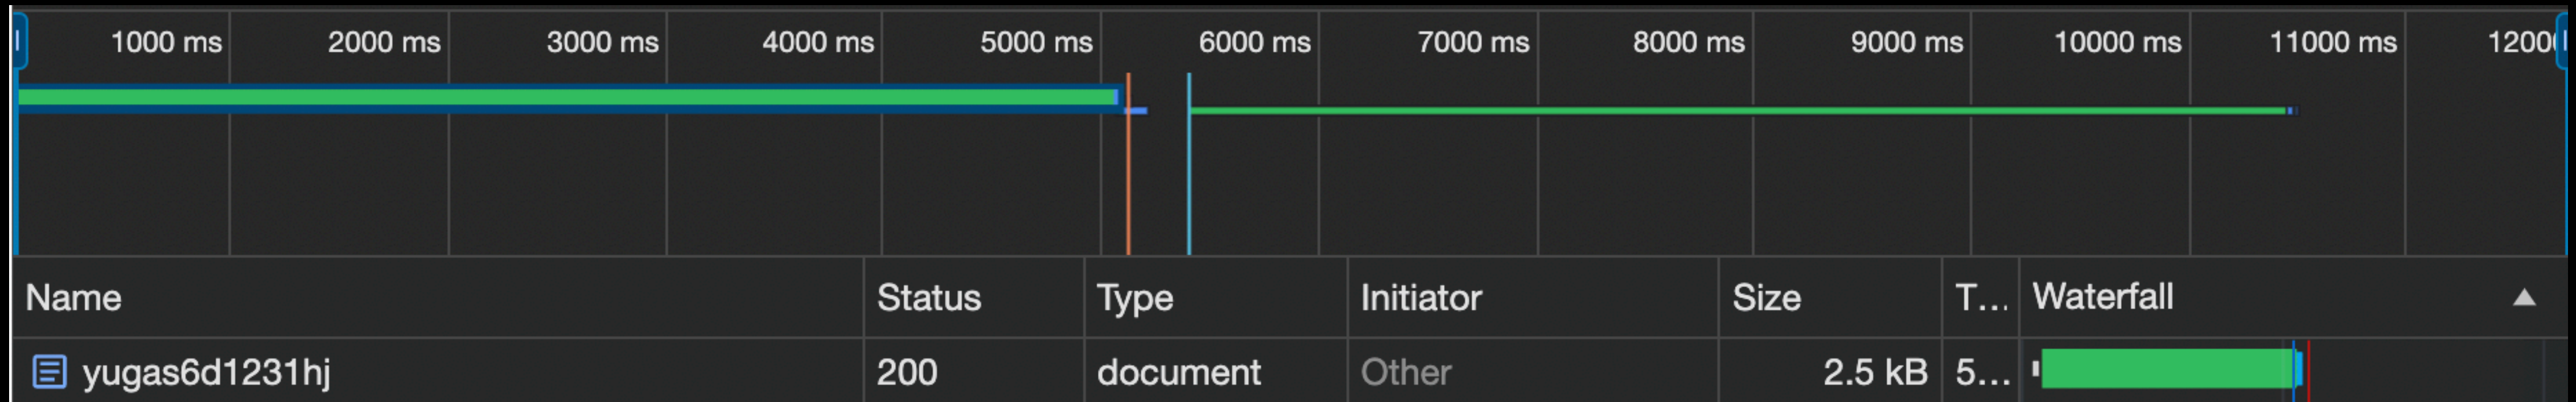 1000 ms 2000 ms 3000 ms 4000 ms 5000 ms 6000 ms 7000 ms 8000 ms 9000 ms 10000 ms 11000 ms 1200
Name Status Type Initiator Size T... Waterfall
yugas6d1231hj 200 document Other 2.5 kB 5...